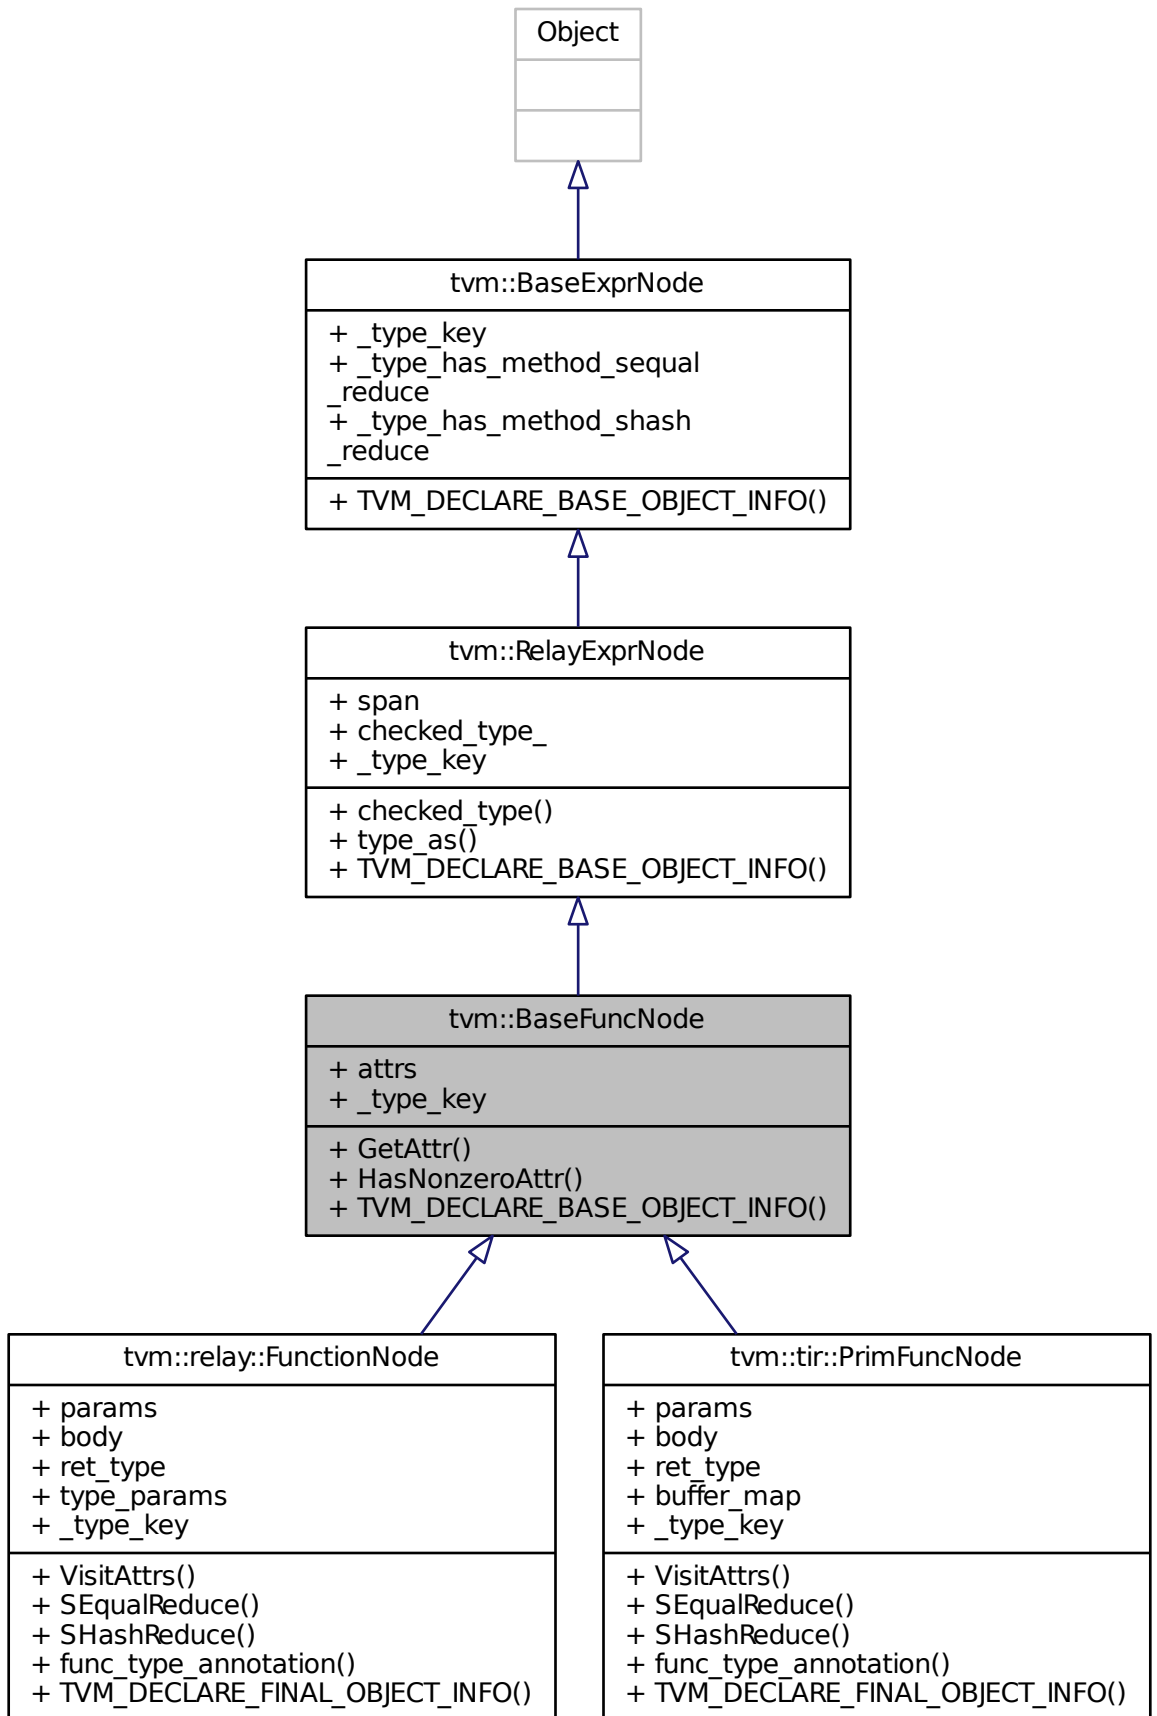 Object
tvm::BaseExprNode
+ _type_key
+ _type_has_method_sequal
_reduce
+ _type_has_method_shash
_reduce
+ TVM_DECLARE_BASE_OBJECT_INFO()
tvm::RelayExprNode
+ span
+ checked_type_
+ _type_key
+ checked_type()
+ type_as()
+ TVM_DECLARE_BASE_OBJECT_INFO()
tvm::BaseFuncNode
+ attrs
+ _type_key
+ GetAttr()
+ HasNonzeroAttr()
+ TVM_DECLARE_BASE_OBJECT_INFO()
tvm::relay::FunctionNode
+ params
+ body
+ ret_type
+ type_params
+ _type_key
+ VisitAttrs()
+ SEqualReduce()
+ SHashReduce()
+ func_type_annotation()
+ TVM_DECLARE_FINAL_OBJECT_INFO()
tvm::tir::PrimFuncNode
+ params
+ body
+ ret_type
+ buffer_map
+ _type_key
+ VisitAttrs()
+ SEqualReduce()
+ SHashReduce()
+ func_type_annotation()
+ TVM_DECLARE_FINAL_OBJECT_INFO()